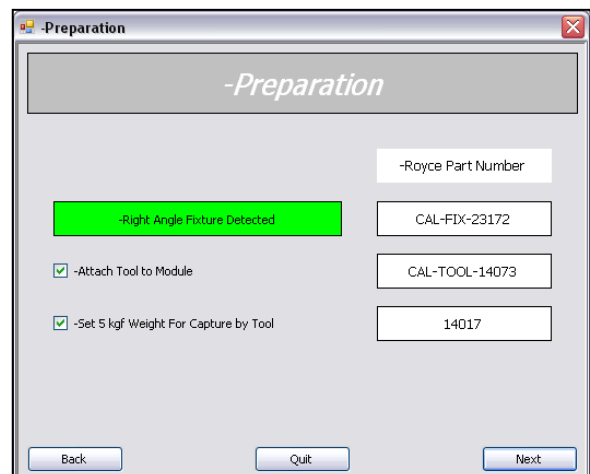 -Preparation
-Preparation
-Royce Part Number
-Right Angle Fixture Detected
CAL-FIX-23172
-Attach Tool to Module
CAL-TOOL-14073
-Set 5 kgf Weight For Capture by Tool
14017
Back
Quit
Next